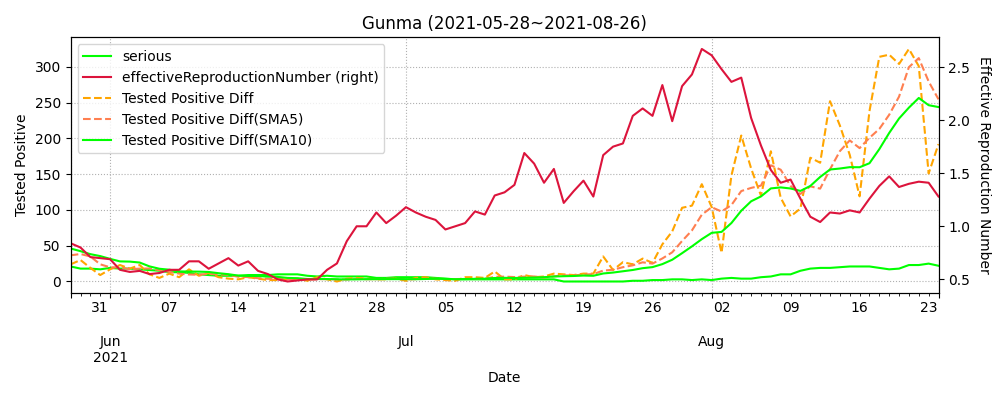 Gunma (2021-05-28~2021-08-26)
serious
effectiveReproductionNumber (right)
Tested Positive Diff
Tested Positive Diff(SMA5)
Tested Positive Diff(SMA10)
Tested Positive
300
250
200
150
100
50
0
2.5
2.0
1.5
1.0
0.5
Effective Reproduction Number
31 07 14 21 28 05 12 19 26 02 09 16 23
Jun Jul Aug
2021
Date